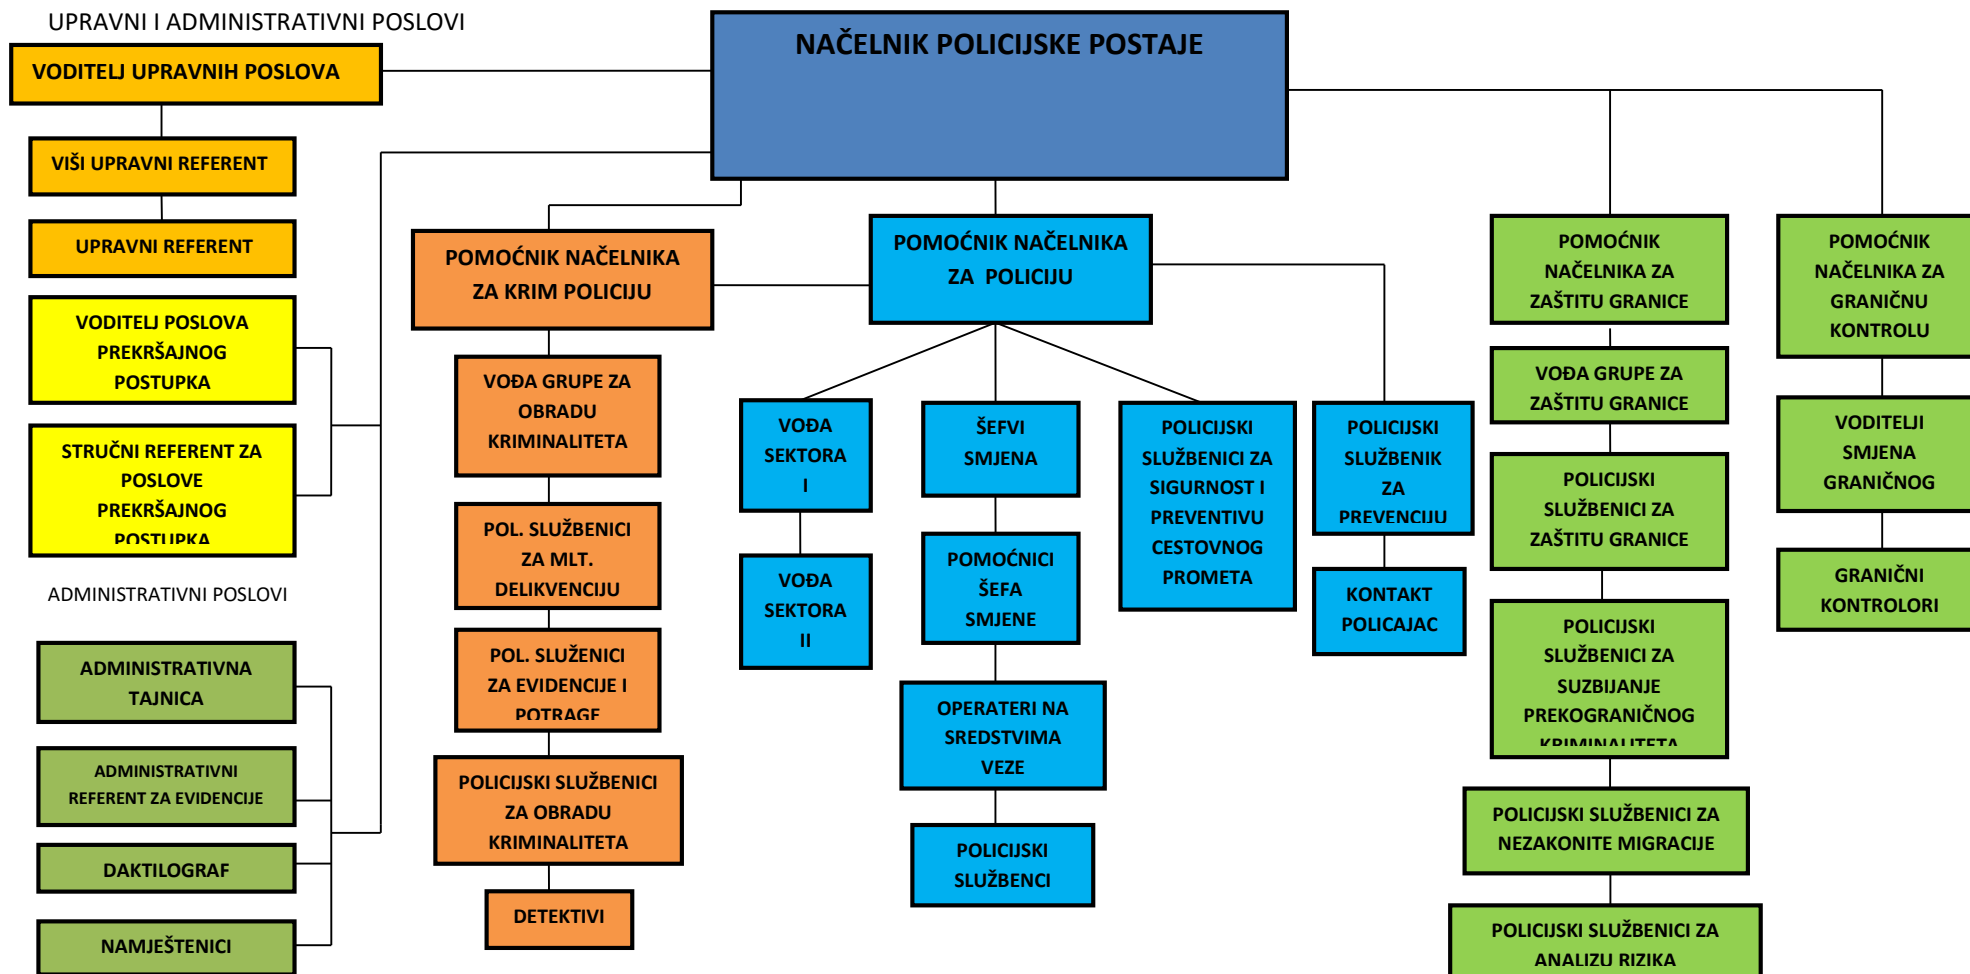 UPRAVNI I ADMINISTRATIVNI POSLOVI
NAČELNIK POLICIJSKE POSTAJE
VODITELJ UPRAVNIH POSLOVA
VIŠI UPRAVNI REFERENT
UPRAVNI REFERENT
VODITELJ POSLOVA
PREKRŠAJNOG
POSTUPKA
STRUČNI REFERENT ZA
POSLOVE
PREKRŠAJNOG
POSTUPKA
ADMINISTRATIVNI POSLOVI
ADMINISTRATIVNA
TAJNICA
ADMINISTRATIVNI
REFERENT ZA EVIDENCIJE
DAKTILOGRAF
NAMJEŠTENICI
POMOĆNIK NAČELNIKA
ZA KRIM POLICIJU
VOĐA GRUPE ZA
OBRADU
KRIMINALITETA
POL. SLUŽBENICI
ZA MLT.
DELIKVENCIJU
POL. SLUŽENICI
ZA EVIDENCIJE I
POTRAGE
POLICIJSKI SLUŽBENICI
ZA OBRADU
KRIMINALITETA
DETEKTIVI
POMOĆNIK NAČELNIKA
ZA POLICIJU
VOĐA
SEKTORA
I
VOĐA
SEKTORA
II
ŠEFVI
SMJENA
POMOĆNICI
ŠEFA
SMJENE
OPERATERI NA
SREDSTVIMA
VEZE
POLICIJSKI
SLUŽBENCI
POLICIJSKI
SLUŽBENICI ZA
SIGURNOST I
PREVENTIVU
CESTOVNOG
PROMETA
POLICIJSKI
SLUŽBENIK
ZA
PREVENCIJU
KONTAKT
POLICAJAC
POMOĆNIK
NAČELNIKA ZA
ZAŠTITU GRANICE
VOĐA GRUPE ZA
ZAŠTITU GRANICE
POLICIJSKI
SLUŽBENICI ZA
ZAŠTITU GRANICE
POLICIJSKI
SLUŽBENICI ZA
SUZBIJANJE
PREKOGRANIČNOG
KRIMINALITETA
POLICIJSKI SLUŽBENICI ZA
NEZAKONITE MIGRACIJE
POLICIJSKI SLUŽBENICI ZA
ANALIZU RIZIKA
POMOĆNIK
NAČELNIKA ZA
GRANIČNU
KONTROLU
VODITELJI
SMJENA
GRANIČNOG
GRANIČNI
KONTROLORI